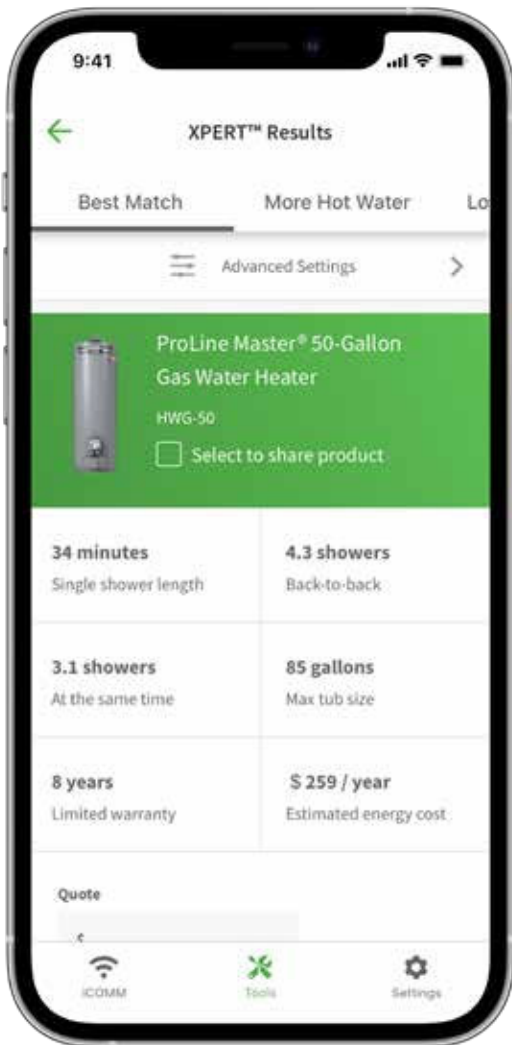 9:41
XPERT™ Results
Best Match More Hot Water Lo
Advanced Settings
ProLine Master® 50-Gallon
Gas Water Heater
HWG-50
Select to share product
34 minutes 4.3 showers
Single shower length Back-to-back
3.1 showers 85 gallons
At the same time Max tub size
8 years $ 259 / year
Limited warranty Estimated energy cost
Quote
iCOMM Tools Settings